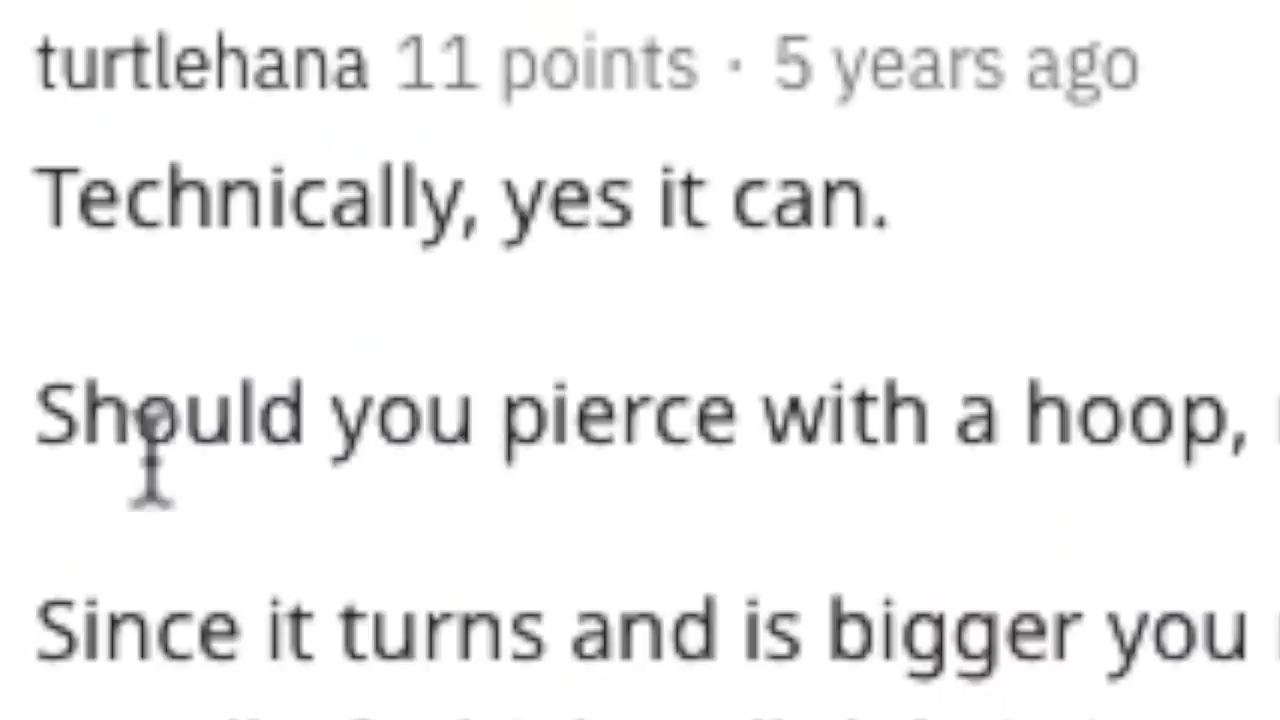 turtlehana 11 points · 5 years ago
Technically, yes it can.
Should you pierce with a hoop,
Since it turns and is bigger you